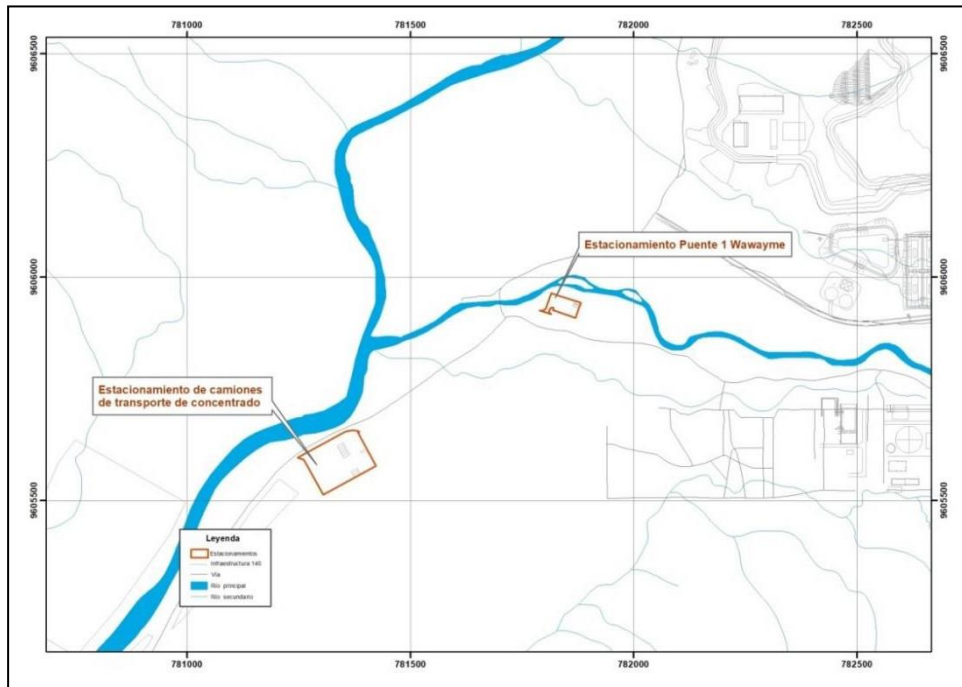 781000 781500 782000 782500
9606500 9606500
Estacionamiento Puente 1 Wawayme
9606000 9606000
Estacionamiento de camiones
de transporte de concentrado
9605500 9605500
Leyenda
Estacionamientos
Infraestructura 140
Vía
Río principal
Río secundario
781000 781500 782000 782500